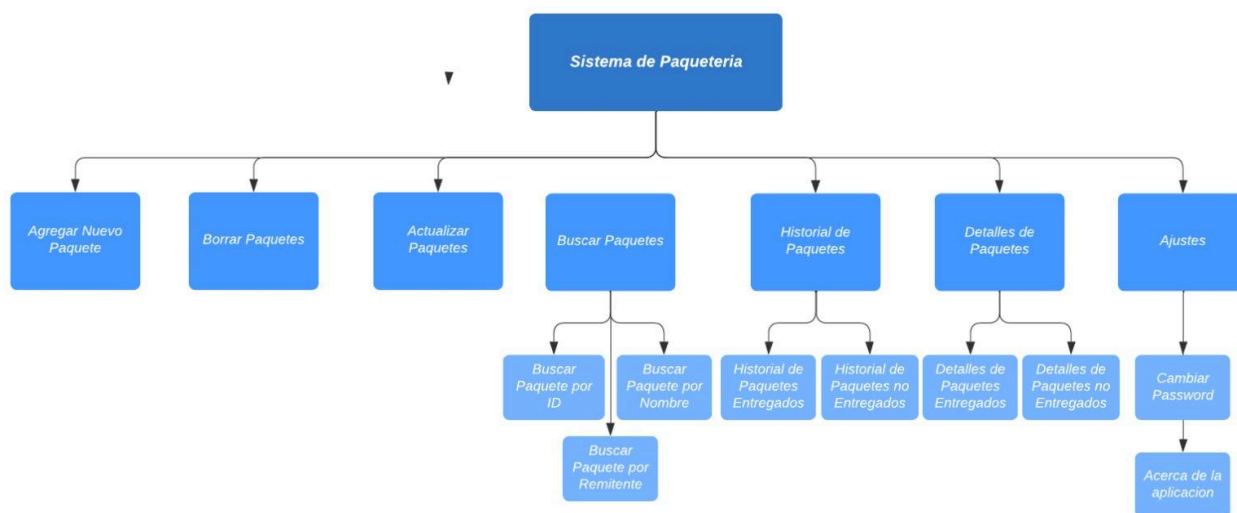 Sistema de Paqueteria
Agregar Nuevo
Paquete
Borrar Paquetes
Actualizar
Paquetes
Buscar Paquetes
Historial de
Paquetes
Detalles de
Paquetes
Ajustes
Buscar
Paquete por
ID
Buscar
Paquete por
Nombre
Buscar
Paquete por
Remitente
Historial de
Paquetes
Entregados
Historial de
Paquetes no
Entregados
Detalles de
Paquetes
Entregados
Detalles de
Paquetes no
Entregados
Cambiar
Password
Acerca de la
aplicacion